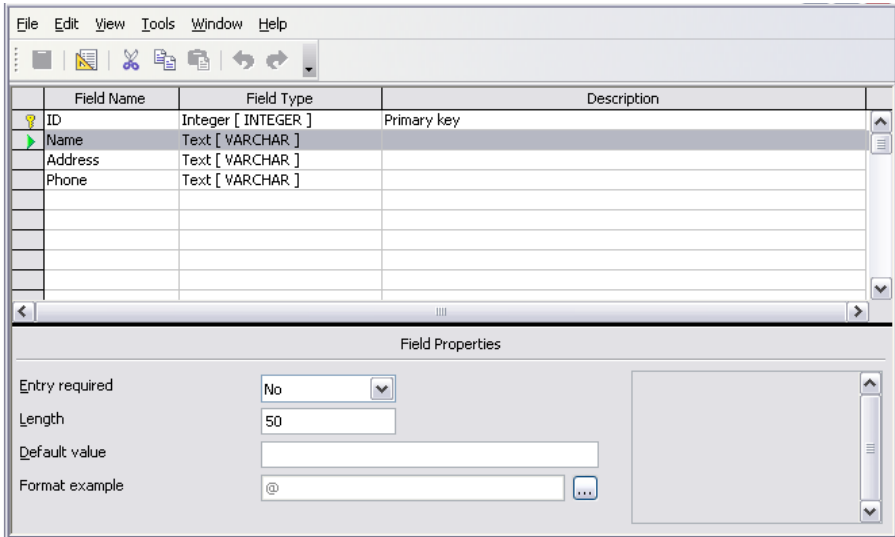 File Edit View Tools Window Help
Field Name Field Type Description
ID Integer [ INTEGER ] Primary key
Name Text [ VARCHAR ]
Address Text [ VARCHAR ]
Phone Text [ VARCHAR ]
Field Properties
Entry required No
Length 50
Default value
Format example @ ...